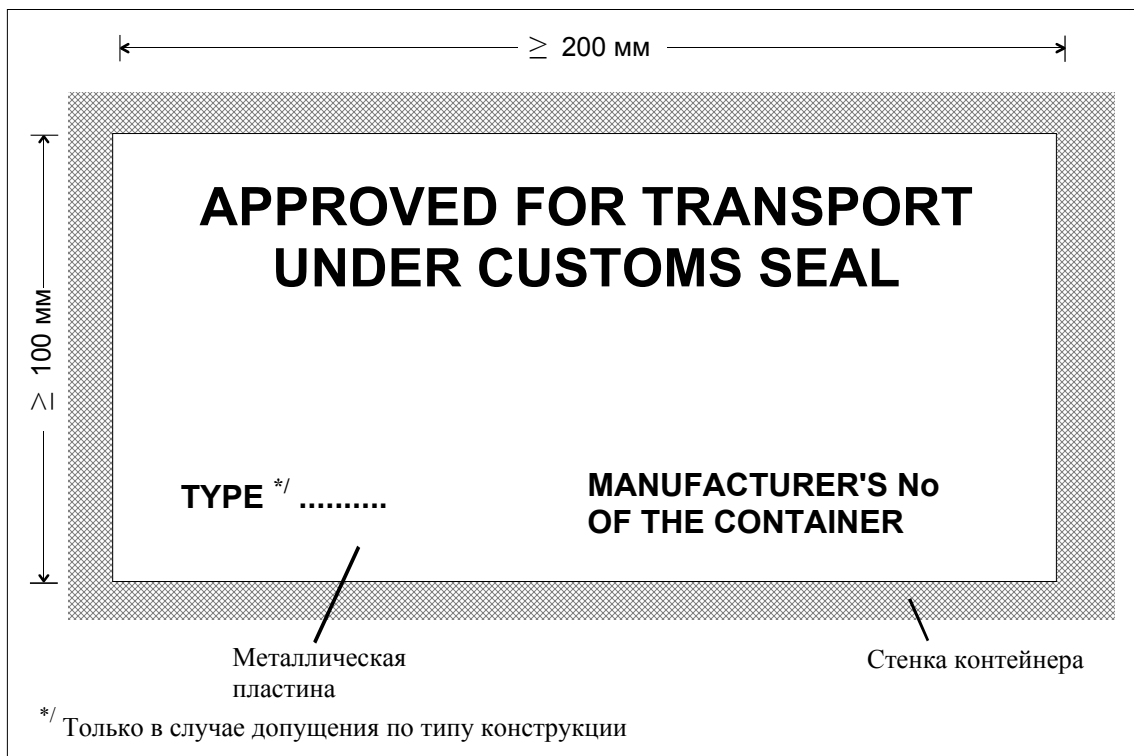 ≥ 200 мм
APPROVED FOR TRANSPORT
UNDER CUSTOMS SEAL
≥ 100 мм
TYPE */ ..........
MANUFACTURER'S No
OF THE CONTAINER
Металлическая
пластина
Стенка контейнера
*/ Только в случае допущения по типу конструкции